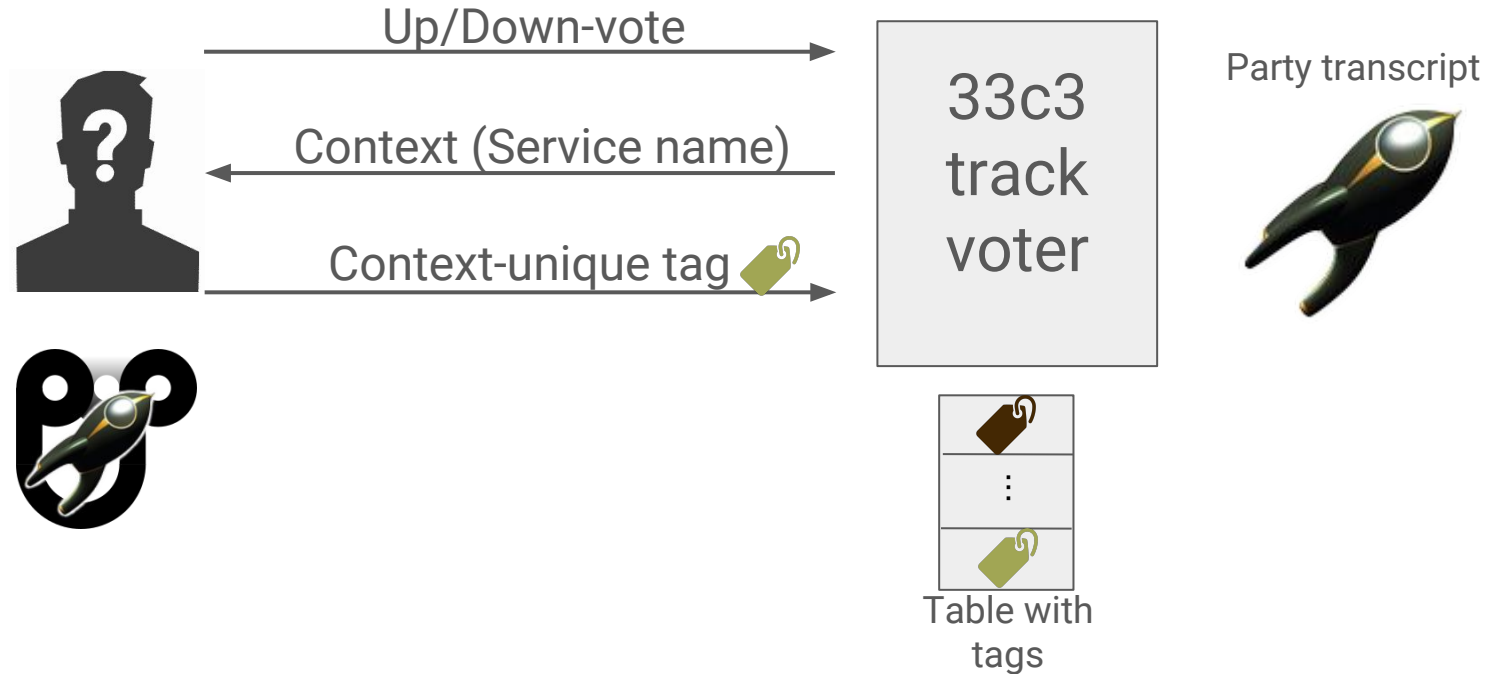 Up/Down-vote
Context (Service name)
Context-unique tag
33c3
track
voter
Party transcript
?
⋮
Table with
tags